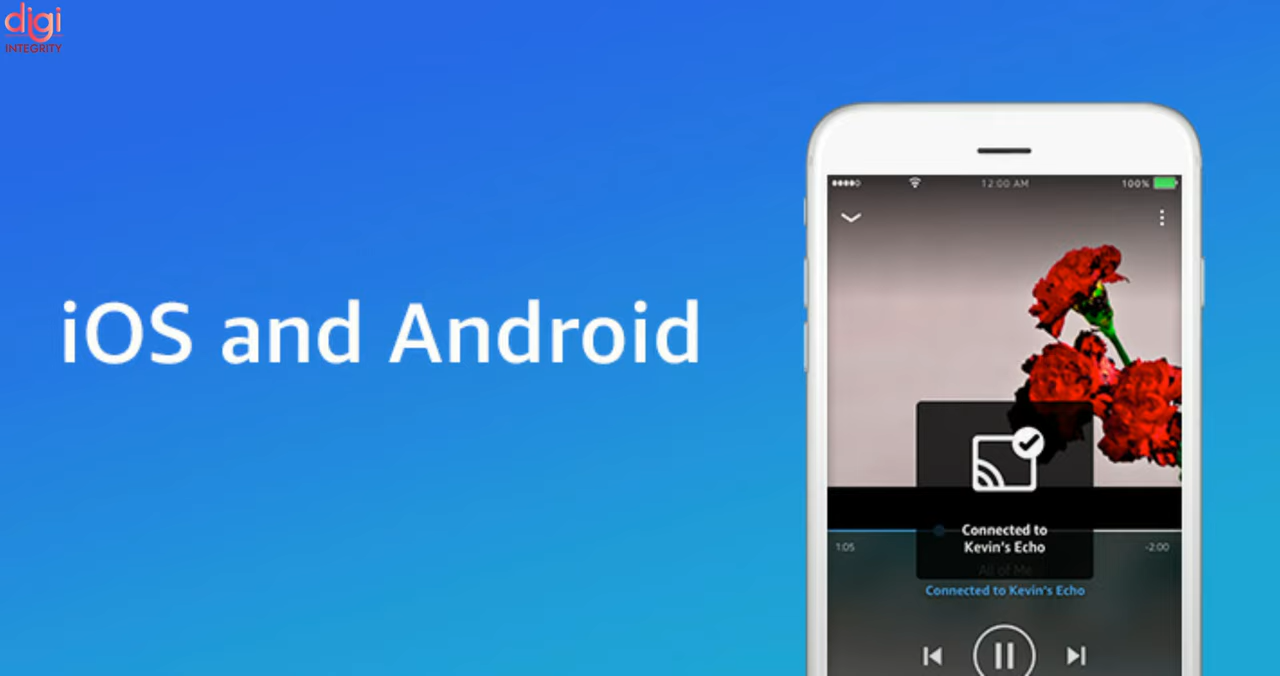 digi
INTEGRITY
iOS and Android
12:00 AM
100%
Connected to
Kevin's Echo
1:05
-2:00
All of Me
Connected to Kevin's Echo